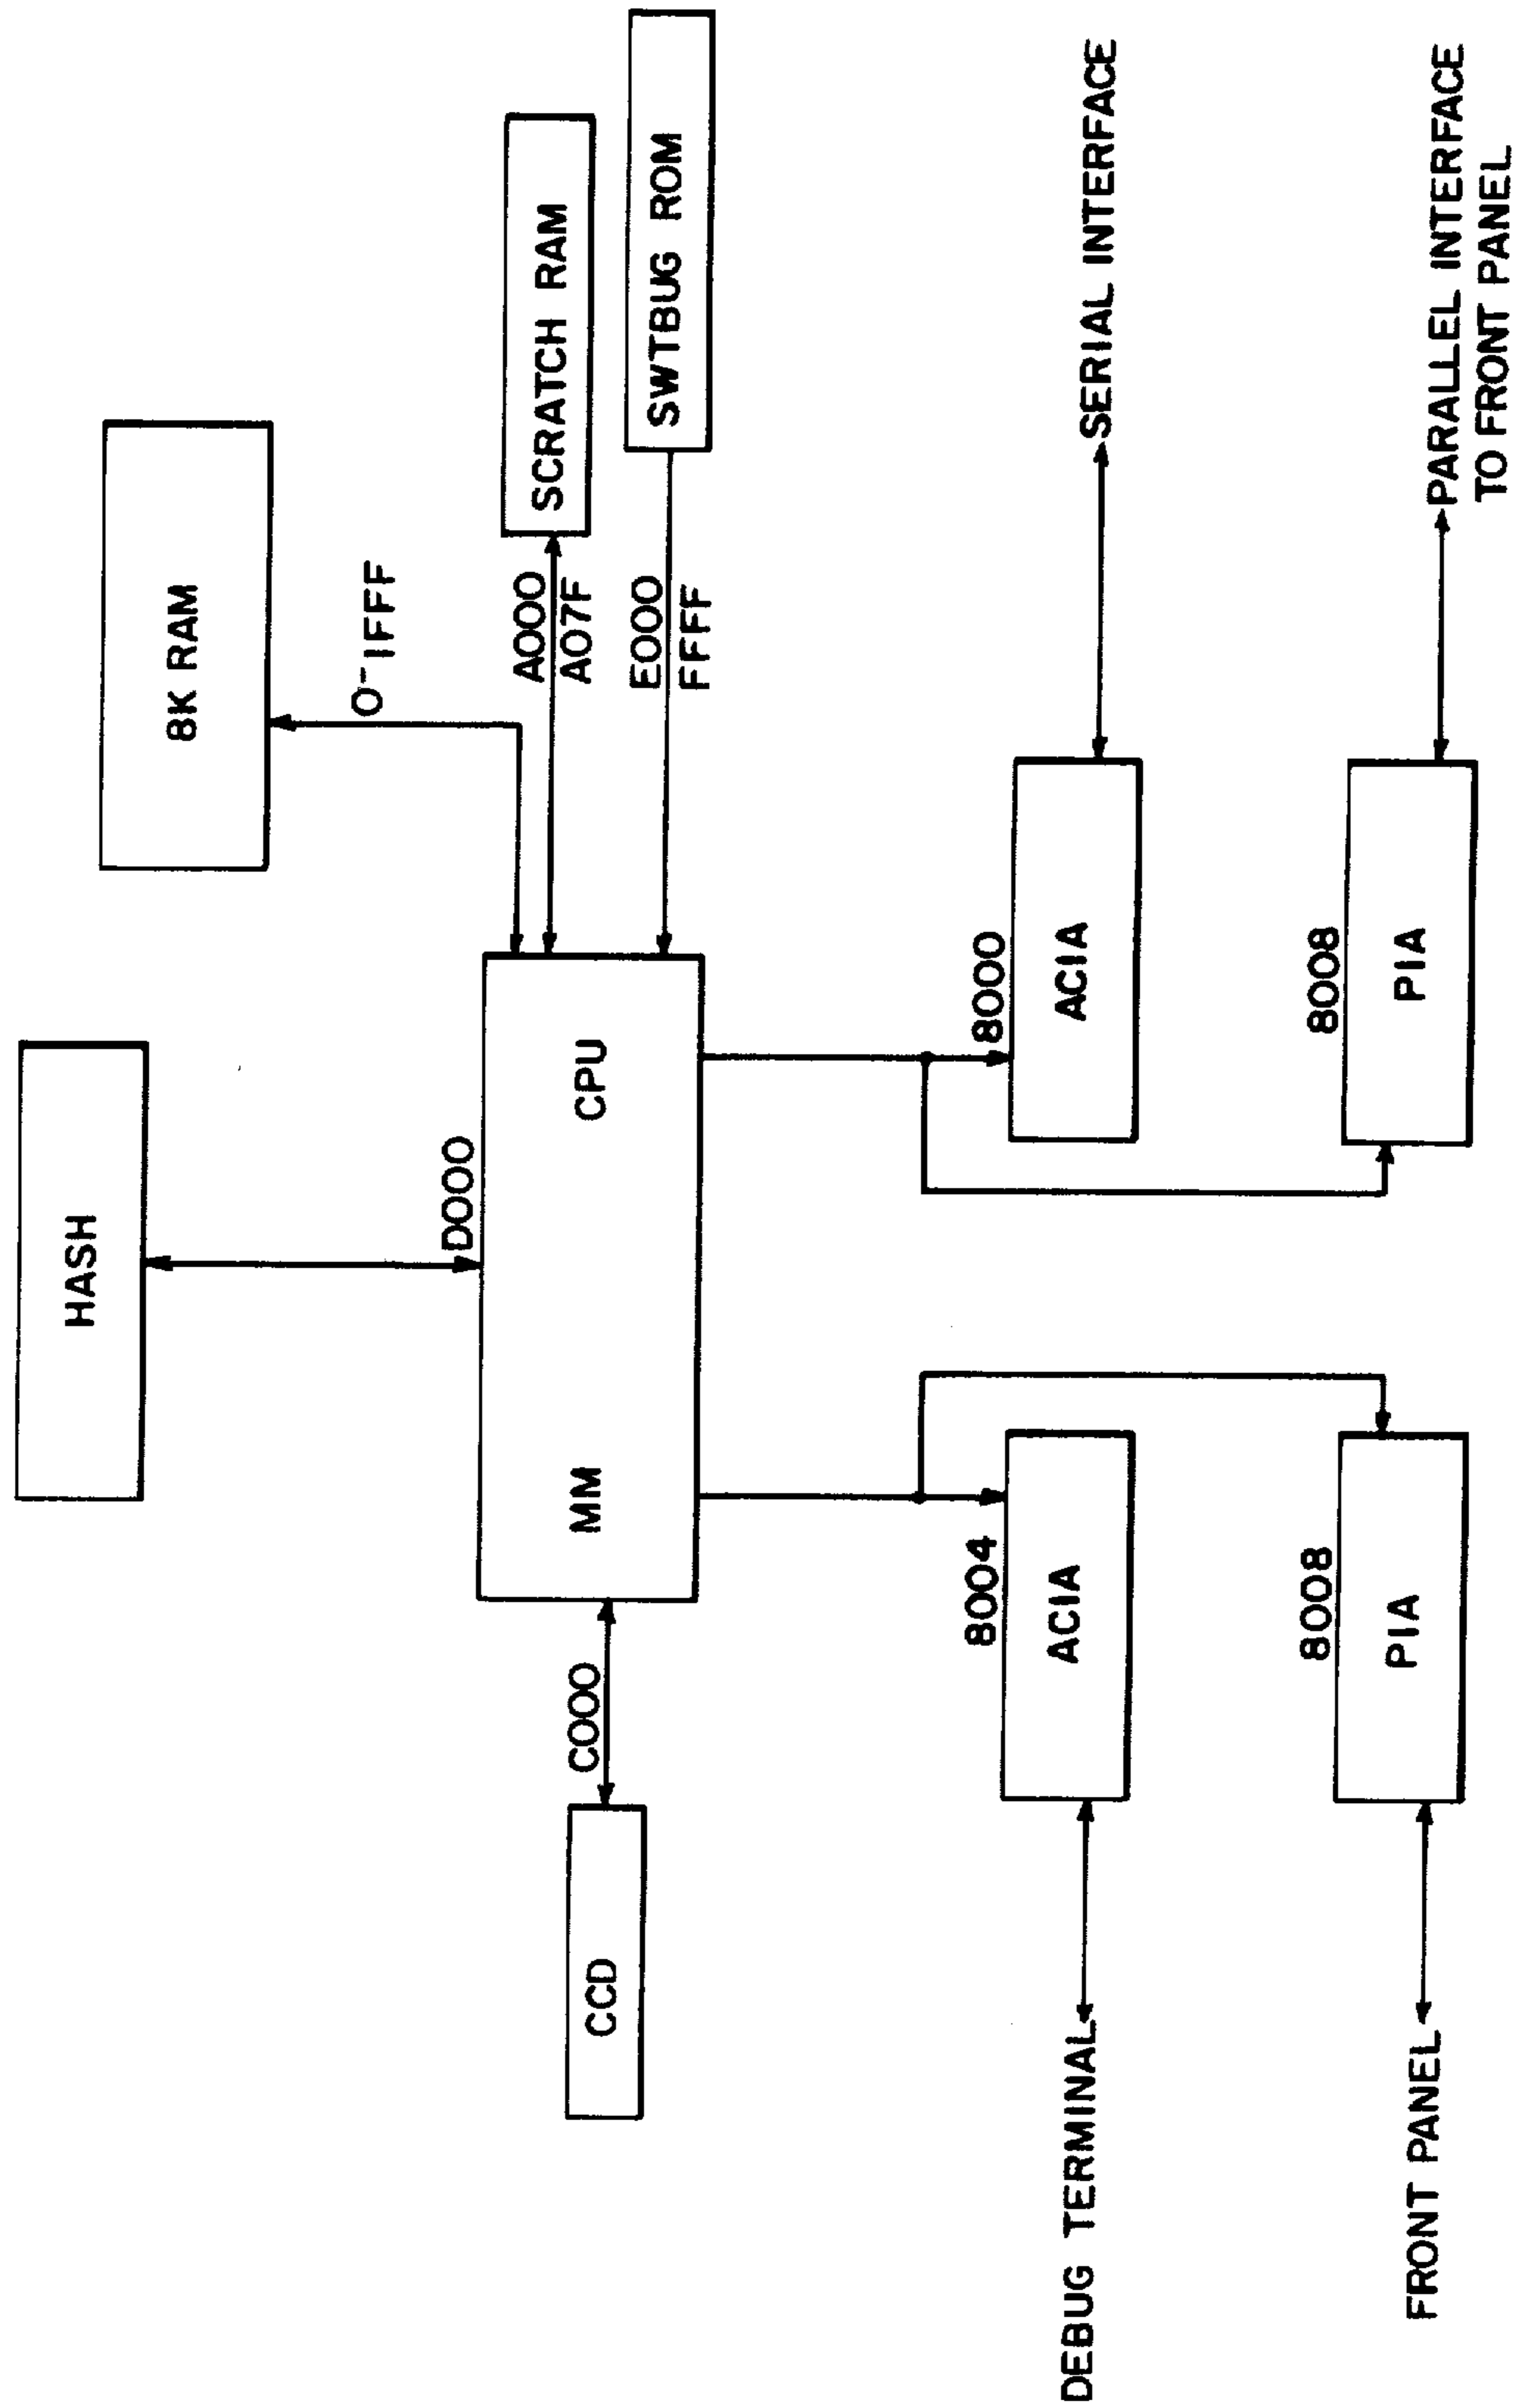 HASH
8K RAM
0-1FFF
D000
SCRATCH RAM
A000
A07F
SWTBUG ROM
E000
FFFF
CCD
C000
MM
CPU
8004
ACIA
DEBUG TERMINAL
8000
ACIA
SERIAL INTERFACE
8008
PIA
FRONT PANEL
8008
PIA
PARALLEL INTERFACE
TO FRONT PANEL